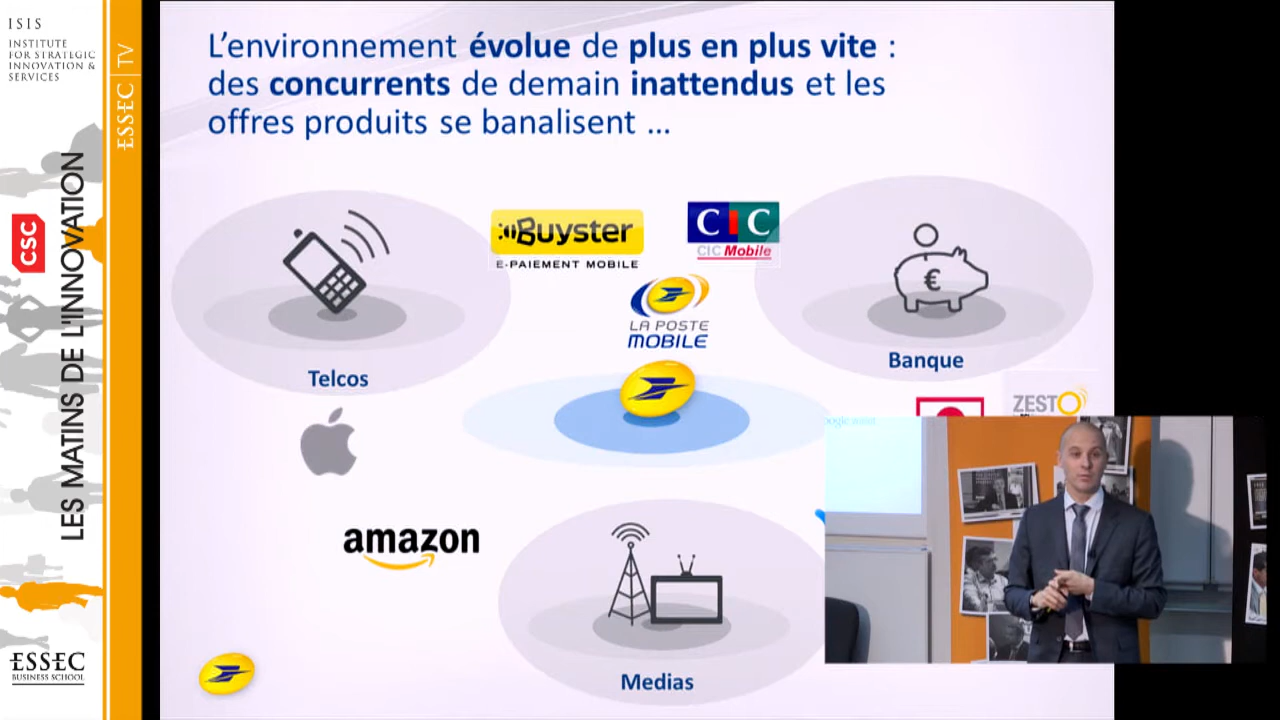 ISIS
INSTITUTE
FOR STRATEGIC
INNOVATION &
SERVICES
ESSEC TV
CSC
LES MATINS DE L'INNOVATION
ESSEC
BUSINESS SCHOOL
L'environnement évolue de plus en plus vite :
des concurrents de demain inattendus et les
offres produits se banalisent ...
Buyster
E-PAIEMENT MOBILE
CIC
CIC Mobile
LA POSTE
MOBILE
€
Telcos
Banque
ZESTO
amazon
Medias